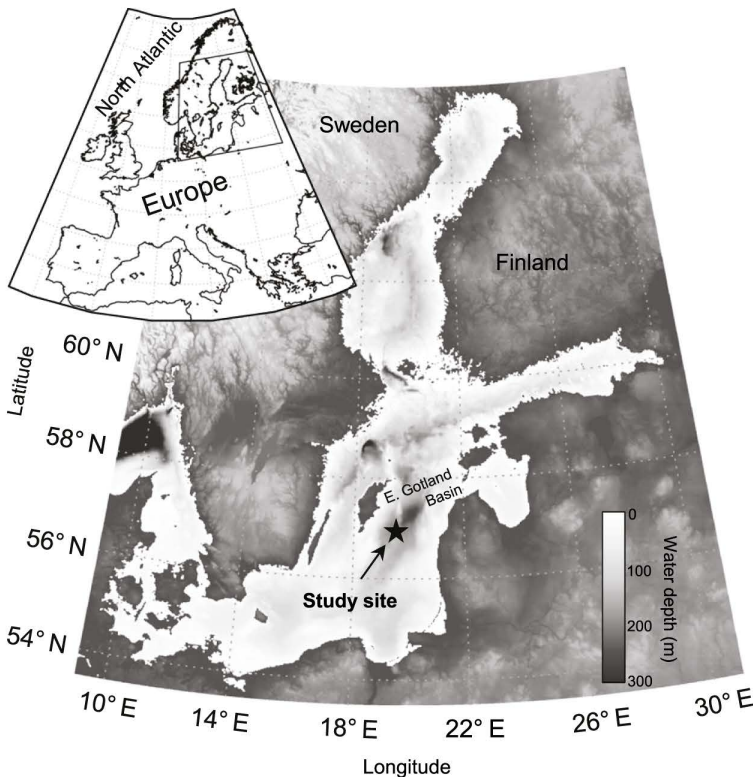 North Atlantic
Europe
Sweden
Finland
Latitude
60° N
58° N
56° N
54° N
E. Gotland
Basin
Study site
0
100
200
300
Water depth (m)
10° E
14° E
18° E
22° E
26° E
30° E
Longitude